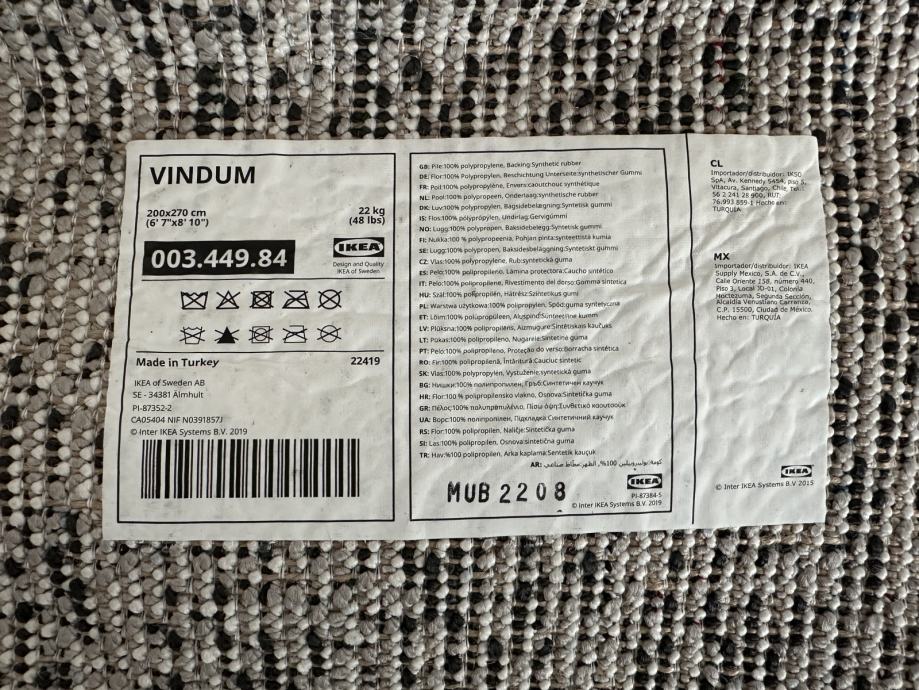 VINDUM
200x270 cm
(6' 7"x8' 10")
22 kg
(48 lbs)
003.449.84
IKEA
Design and Quality
IKEA of Sweden
Made in Turkey
22419
IKEA of Sweden AB
SE - 34381 Älmhult
PI-87352-2
CA05404 NIF N0391857J
© Inter IKEA Systems B.V. 2019
GB: Pile:100% polypropylene, Backing:Synthetic rubber
DE: Flor:100% Polypropylen, Beschichtung Unterseite:synthetischer Gummi
FR: Poil:100% polypropylène, Envers:caoutchouc synthétique
NL: Pool:100% polypropeen, Onderlaag:synthetische rubber
DK: Luv:100% polypropylen, Bagsidebelægning:Syntetisk gummi
IS: Flos:100% pólýprópýlen, Undirlag:Gervigúmmí
NO: Lugg:100% polypropen, Baksidebelegg:Syntetisk gummi
FI: Nukka:100 % polypropeenia, Pohjan pinta:synteettistä kumia
SE: Lugg:100% polypropen, Baksidesbeläggning:Syntetiskt gummi
CZ: Vlas:100% polypropylene, Rub:syntetická guma
ES: Pelo:100% polipropileno, Lámina protectora:Caucho sintético
IT: Pelo:100% polipropilene, Rivestimento del dorso:Gomma sintetica
HU: Szál:100% polipropilén, Hátrész:Szintetikus gumi
PL: Warstwa użytkowa:100% polipropylen, Spód:guma syntetyczna
ET: Lõim:100% polüpropüleen, Aluspind:Sünteetiline kummi
LV: Plūksna:100% polipropilēns, Aizmugure:Sintētiskais kaučuks
LT: Pūkas:100% polipropileno, Nugarėlė:Sintetinė guma
PT: Pelo:100% polipropileno, Proteção do verso:Borracha sintética
RO: Fir:100% polipropilenă, Întăritură:Cauciuc sintetic
SK: Vlas:100% polypropylén, Vystuženie:syntetická guma
BG: Нишки:100% полипропилен, Гръб:Синтетичен каучук
HR: Flor:100 % polipropilensko vlakno, Osnova:sintetička guma
GR: Πέλος:100% πολυπροπυλένιο, Πίσω όψη:Συνθετικό καουτσούκ
UA: Ворс:100% поліпропілен, Підкладка:Синтетичний каучук
RS: Flor:100% polipropilen, Naličje:Sintetička guma
SI: Las:100% polipropilen, Osnova:sintetična guma
TR: Hav:%100 polipropilen, Arka kaplama:Sentetik kauçuk
AR: كومة:بوليبروبيلين 100%, الظهر:مطاط صناعي
MUB 2208
IKEA
PI-87384-5
© Inter IKEA Systems B.V. 2019
CL
Importador/distribuidor: IKSO
SpA, Av. Kennedy 5454, piso 5,
Vitacura, Santiago, Chile, Tel.:
56 2 241 28 900, RUT:
76.993.859-1 Hecho en:
TURQUÍA
MX
Importador/distribuidor: IKEA
Supply Mexico, S.A. de C.V.,
Calle Oriente 158, número 440,
Piso 3, Local JO-01, Colonia
Moctezuma, Segunda Sección,
Alcaldía Venustiano Carranza,
C.P. 15500, Ciudad de México.
Hecho en: TURQUÍA
IKEA
© Inter IKEA Systems B.V 2015